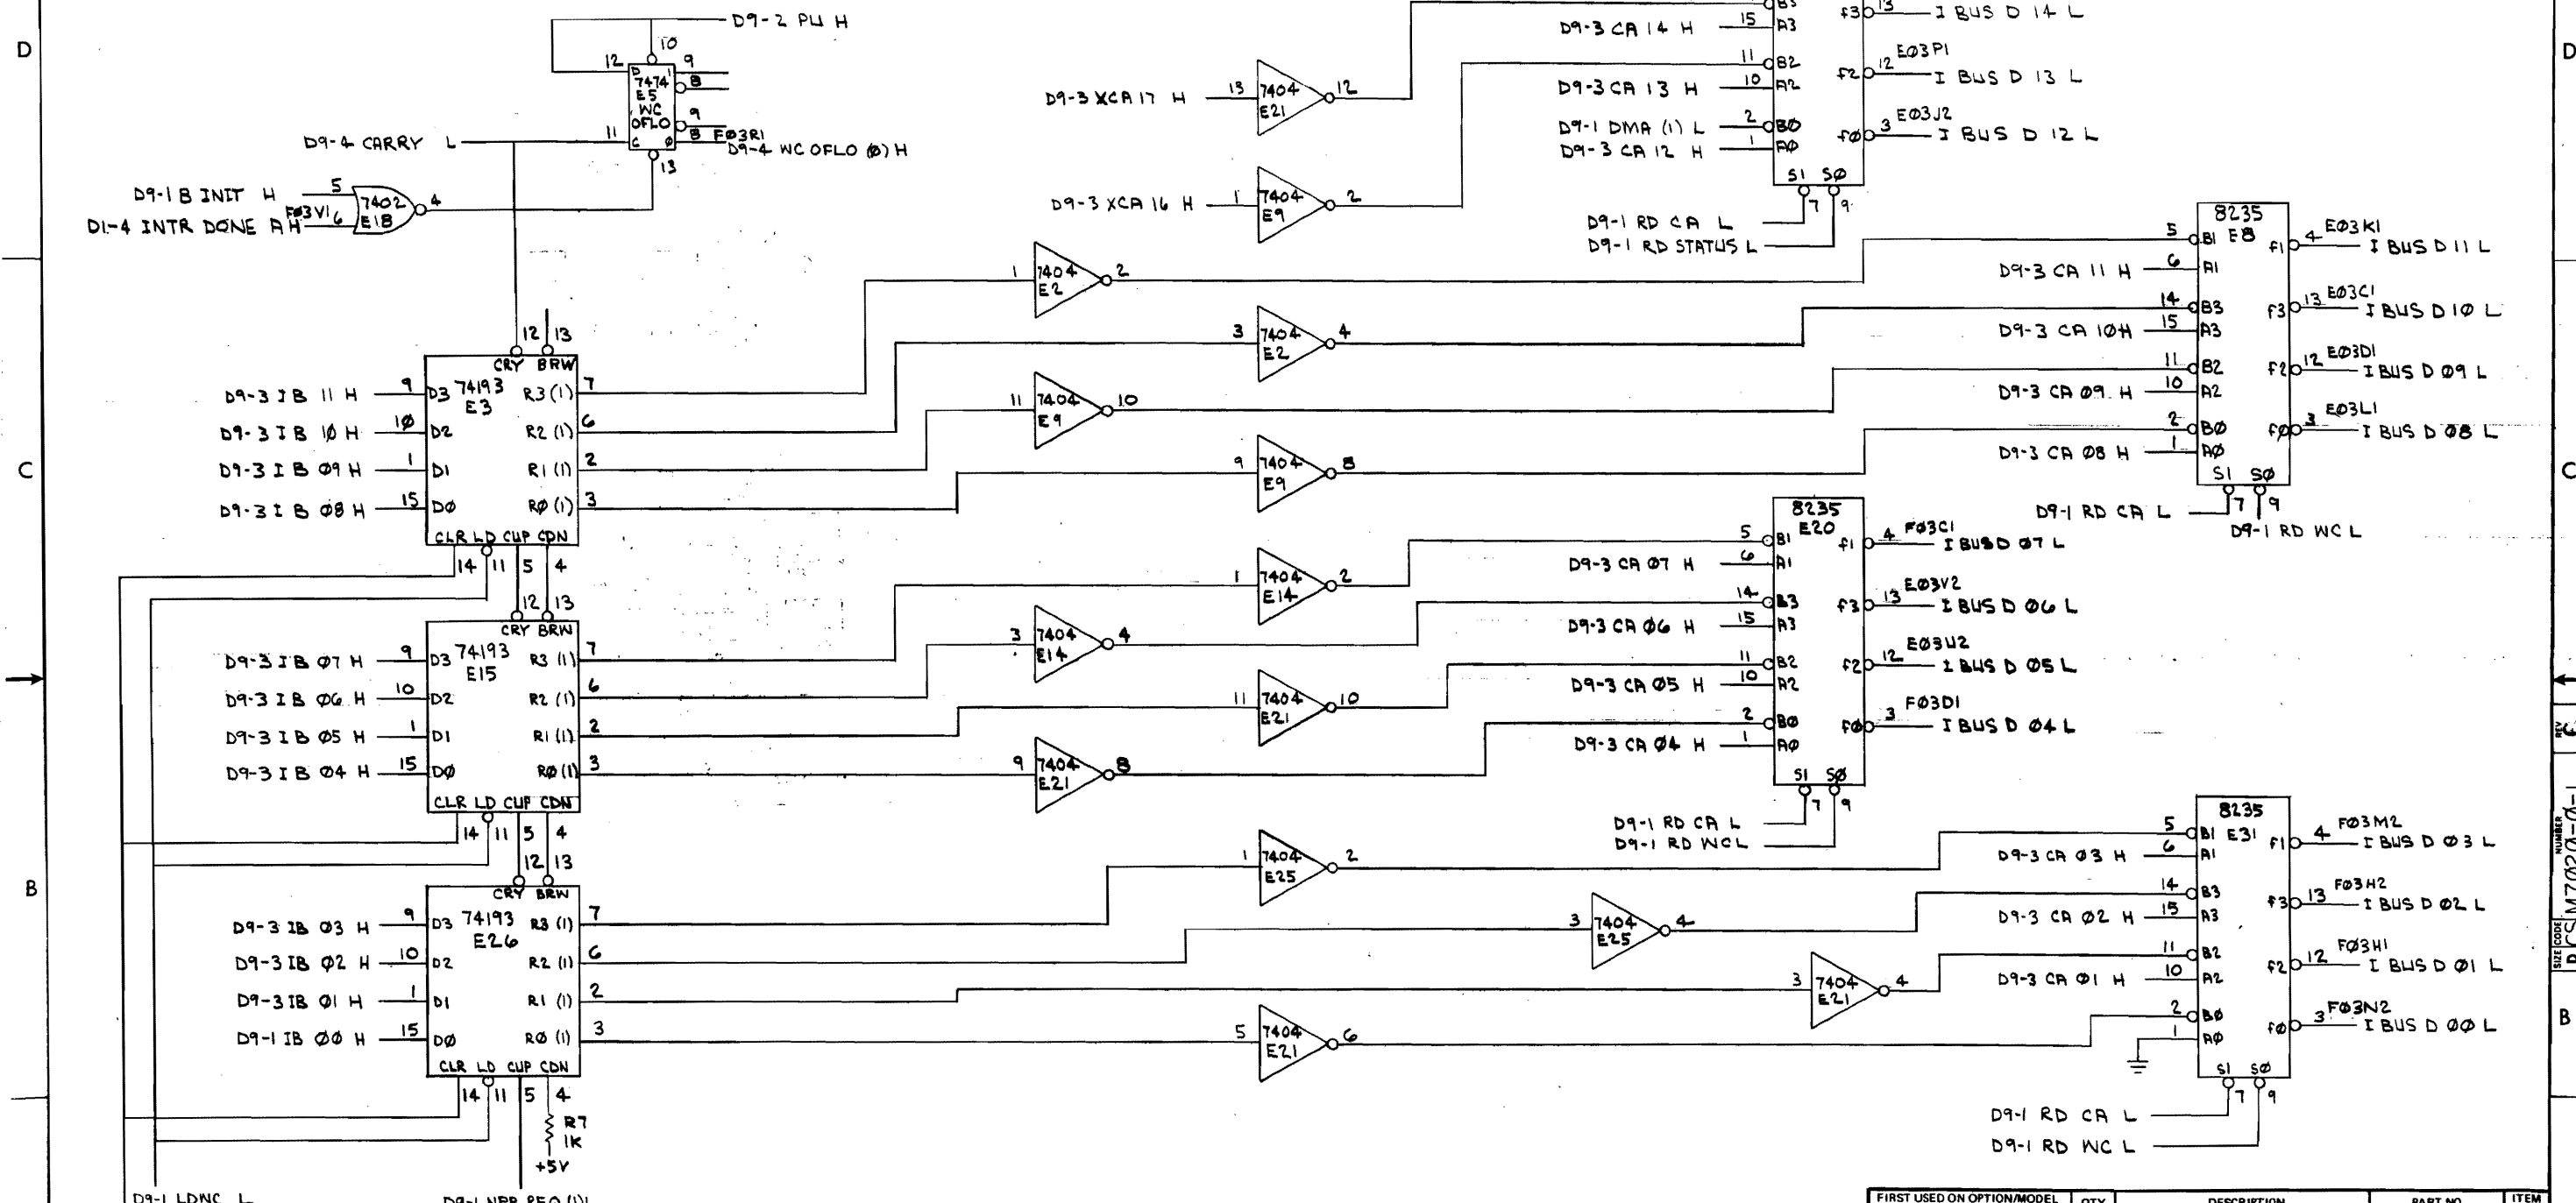 D
D9-2 PU H
10
12
D
1
9
7474
8
E5
WC
OFLO
9
D9-4 CARRY L
11
C
0
8
F03R1
D9-4 WC OFLO (0) H
13
D9-1 B INIT H
5
7402
E18
4
F03V1
D1-4 INTR DONE A H
6
D9-3 XCA 17 H
13
7404
E21
12
D9-3 XCA 16 H
1
7404
E9
2
B3
D9-3 CA 14 H
15
A3
f3
13
I BUS D 14 L
11
B2
E03P1
D9-3 CA 13 H
10
A2
f2
12
I BUS D 13 L
D9-1 DMA (1) L
2
B0
E03J2
D9-3 CA 12 H
1
A0
f0
3
I BUS D 12 L
S1 S0
7
9
D9-1 RD CA L
D9-1 RD STATUS L
D
8235
E8
5
B1
f1
4
E03K1
I BUS D 11 L
D9-3 CA 11 H
6
A1
14
B3
f3
13
E03C1
I BUS D 10 L
D9-3 CA 10 H
15
A3
11
B2
f2
12
E03D1
I BUS D 09 L
D9-3 CA 09 H
10
A2
2
B0
f0
3
E03L1
I BUS D 08 L
D9-3 CA 08 H
1
A0
S1 S0
7
9
D9-1 RD CA L
D9-1 RD WC L
1
7404
E2
2
3
7404
E2
4
11
7404
E9
10
9
7404
E9
8
C
12
13
CRY BRW
74193
E3
D9-3 IB 11 H
9
D3
R3 (1)
7
D9-3 IB 10 H
10
D2
R2 (1)
6
D9-3 IB 09 H
1
D1
R1 (1)
2
D9-3 IB 08 H
15
D0
R0 (1)
3
CLR LD CUP CDN
14
11
5
4
C
12
13
CRY BRW
74193
E15
D9-3 IB 07 H
9
D3
R3 (1)
7
D9-3 IB 06 H
10
D2
R2 (1)
6
D9-3 IB 05 H
1
D1
R1 (1)
2
D9-3 IB 04 H
15
D0
R0 (1)
3
CLR LD CUP CDN
14
11
5
4
1
7404
E14
2
3
7404
E14
4
11
7404
E21
10
9
7404
E21
8
8235
E20
5
B1
f1
4
F03C1
I BUS D 07 L
D9-3 CA 07 H
6
A1
14
B3
f3
13
E03V2
I BUS D 06 L
D9-3 CA 06 H
15
A3
11
B2
f2
12
E03U2
I BUS D 05 L
D9-3 CA 05 H
10
A2
2
B0
f0
3
F03D1
I BUS D 04 L
D9-3 CA 04 H
1
A0
S1 S0
7
9
D9-1 RD CA L
D9-1 RD WC L
B
12
13
CRY BRW
74193
E26
D9-3 IB 03 H
9
D3
R3 (1)
7
D9-3 IB 02 H
10
D2
R2 (1)
6
D9-3 IB 01 H
1
D1
R1 (1)
2
D9-1 IB 00 H
15
D0
R0 (1)
3
CLR LD CUP CDN
14
11
5
4
R7
1K
+5V
1
7404
E25
2
3
7404
E25
4
3
7404
E21
4
5
7404
E21
6
8235
E31
5
B1
f1
4
F03M2
I BUS D 03 L
D9-3 CA 03 H
6
A1
14
B3
f3
13
F03H2
I BUS D 02 L
D9-3 CA 02 H
15
A3
11
B2
f2
12
F03H1
I BUS D 01 L
D9-3 CA 01 H
10
A2
2
B0
f0
3
F03N2
I BUS D 00 L
1
A0
S1 S0
7
9
D9-1 RD CA L
D9-1 RD WC L
B
REV
NUMBER
SIZE CODE
D9-1 LDWC L
FIRST USED ON OPTION/MODEL
QTY
DESCRIPTION
PART NO.
ITEM